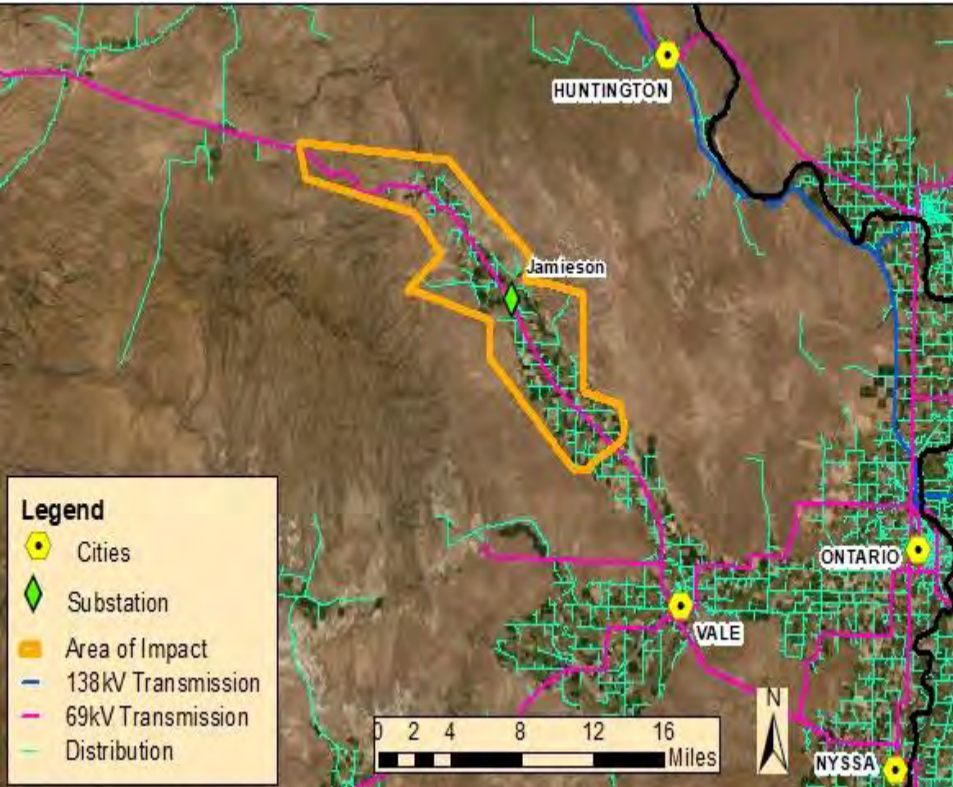 HUNTINGTON
Jamieson
ONTARIO
VALE
NYSSA
Legend
Cities
Substation
Area of Impact
138kV Transmission
69kV Transmission
Distribution
0 2 4 8 12 16
Miles
N